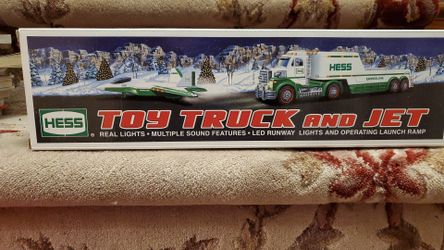 HESS
HESS
TOY TRUCK AND JET
REAL LIGHTS • MULTIPLE SOUND FEATURES • LED RUNWAY LIGHTS AND OPERATING LAUNCH RAMP